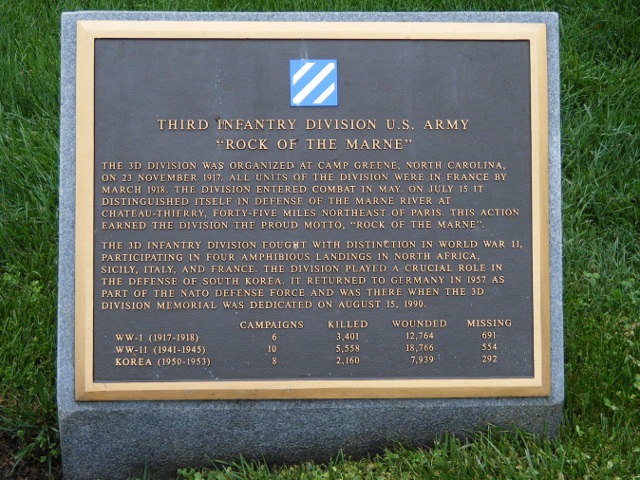 THIRD INFANTRY DIVISION U.S. ARMY
"ROCK OF THE MARNE"
THE 3D DIVISION WAS ORGANIZED AT CAMP GREENE, NORTH CAROLINA,
ON 23 NOVEMBER 1917. ALL UNITS OF THE DIVISION WERE IN FRANCE BY
MARCH 1918. THE DIVISION ENTERED COMBAT IN MAY. ON JULY 15 IT
DISTINGUISHED ITSELF IN DEFENSE OF THE MARNE RIVER AT
CHATEAU-THIERRY, FORTY-FIVE MILES NORTHEAST OF PARIS. THIS ACTION
EARNED THE DIVISION THE PROUD MOTTO, "ROCK OF THE MARNE".
THE 3D INFANTRY DIVISION FOUGHT WITH DISTINCTION IN WORLD WAR 11,
PARTICIPATING IN FOUR AMPHIBIOUS LANDINGS IN NORTH AFRICA,
SICILY, ITALY, AND FRANCE. THE DIVISION PLAYED A CRUCIAL ROLE IN
THE DEFENSE OF SOUTH KOREA. IT RETURNED TO GERMANY IN 1957 AS
PART OF THE NATO DEFENSE FORCE AND WAS THERE WHEN THE 3D
DIVISION MEMORIAL WAS DEDICATED ON AUGUST 15, 1990.
CAMPAIGNS KILLED WOUNDED MISSING
WW-1 (1917-1918) 6 3,401 12,764 691
WW-11 (1941-1945) 10 5,558 18,766 554
KOREA (1950-1953) 8 2,160 7,939 292